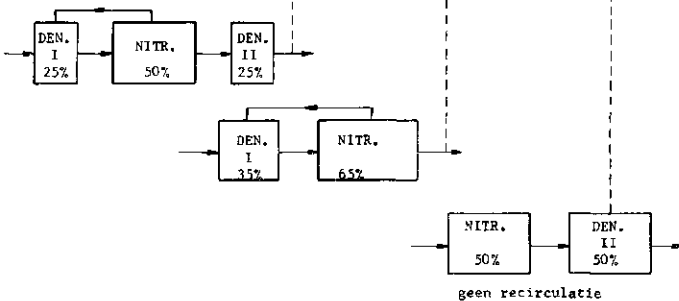 DEN.
I
25%
NITR.
50%
DEN.
II
25%
DEN.
I
35%
NITR.
65%
NITR.
50%
DEN.
II
50%
geen recirculatie